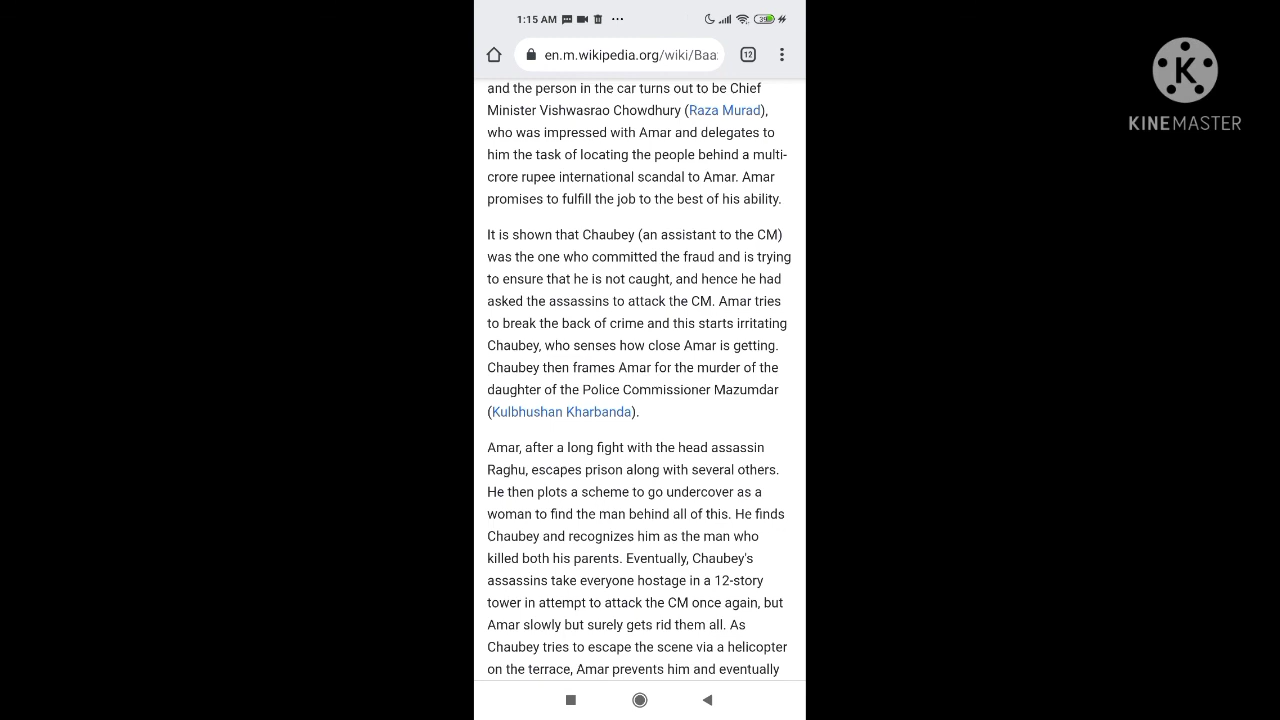 1:15 AM
39
en.m.wikipedia.org/wiki/Baa
12
and the person in the car turns out to be Chief
Minister Vishwasrao Chowdhury (Raza Murad),
who was impressed with Amar and delegates to
him the task of locating the people behind a multi-
crore rupee international scandal to Amar. Amar
promises to fulfill the job to the best of his ability.
It is shown that Chaubey (an assistant to the CM)
was the one who committed the fraud and is trying
to ensure that he is not caught, and hence he had
asked the assassins to attack the CM. Amar tries
to break the back of crime and this starts irritating
Chaubey, who senses how close Amar is getting.
Chaubey then frames Amar for the murder of the
daughter of the Police Commissioner Mazumdar
(Kulbhushan Kharbanda).
Amar, after a long fight with the head assassin
Raghu, escapes prison along with several others.
He then plots a scheme to go undercover as a
woman to find the man behind all of this. He finds
Chaubey and recognizes him as the man who
killed both his parents. Eventually, Chaubey's
assassins take everyone hostage in a 12-story
tower in attempt to attack the CM once again, but
Amar slowly but surely gets rid them all. As
Chaubey tries to escape the scene via a helicopter
on the terrace, Amar prevents him and eventually
K
KINEMASTER